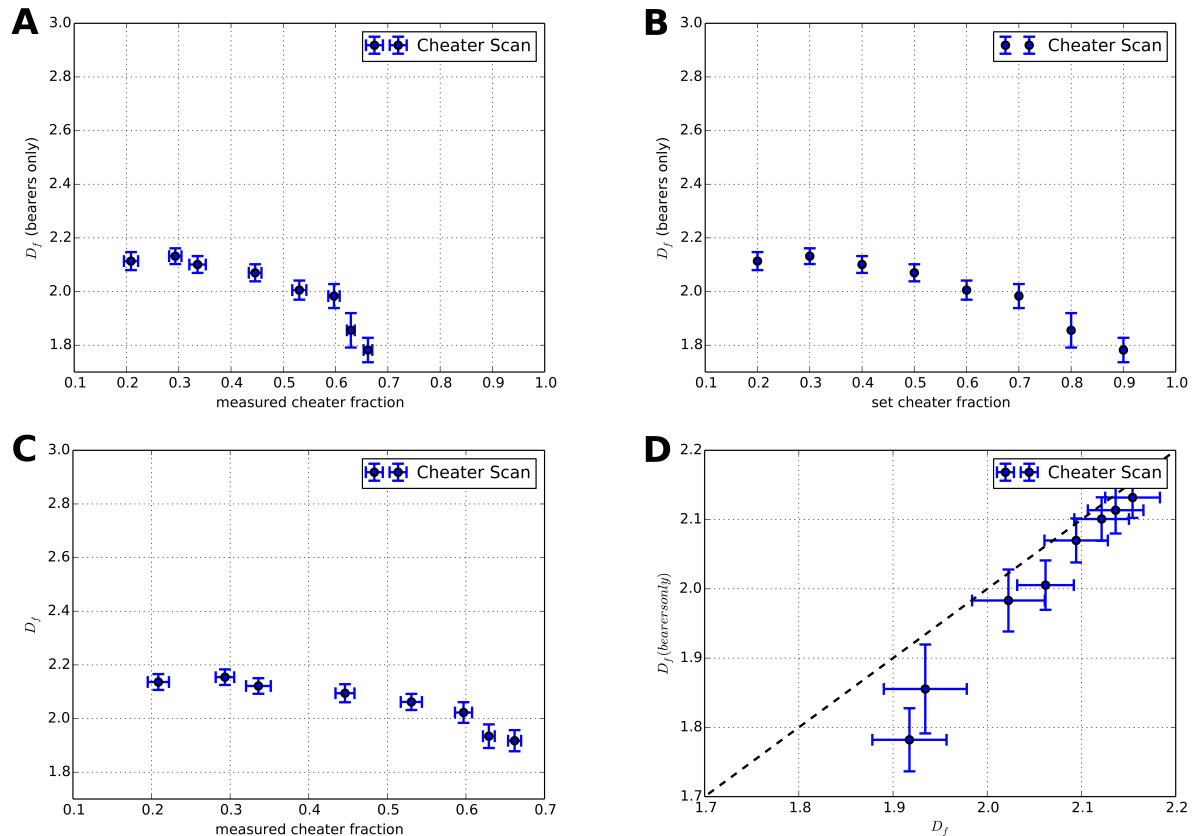 A
3.0
2.8
2.6
2.4
2.2
2.0
1.8
D_f (bearers only)
Cheater Scan
0.1 0.2 0.3 0.4 0.5 0.6 0.7 0.8 0.9 1.0
measured cheater fraction
B
3.0
2.8
2.6
2.4
2.2
2.0
1.8
D_f (bearers only)
Cheater Scan
0.1 0.2 0.3 0.4 0.5 0.6 0.7 0.8 0.9 1.0
set cheater fraction
C
3.0
2.8
2.6
2.4
2.2
2.0
1.8
D_f
Cheater Scan
0.1 0.2 0.3 0.4 0.5 0.6 0.7
measured cheater fraction
D
2.2
2.1
2.0
1.9
1.8
1.7
D_f(bearersonly)
Cheater Scan
1.7 1.8 1.9 2.0 2.1 2.2
D_f